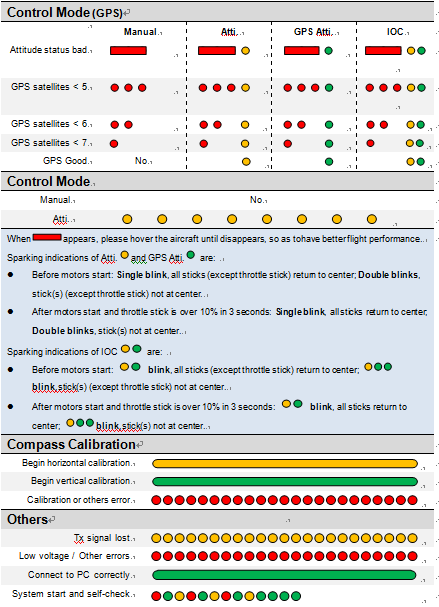 Control Mode (GPS)
Manual. Atti. GPS Atti. IOC
Attitude status bad.
GPS satellites < 5.
GPS satellites < 6.
GPS satellites < 7.
GPS Good. No.
Control Mode.
Manual. No.
Atti.
When appears, please hover the aircraft until disappears, so as tohave betterflight performance..
Sparking indications of Atti. and GPS Atti. are:
● Before motors start: Single blink, all sticks (except throttle stick) return to center; Double blinks,
stick(s) (except throttle stick) not at center..
● After motors start and throttle stick is over 10% in 3 seconds: Single blink, all sticks return to center;
Double blinks, stick(s) not at center..
Sparking indications of IOC are:
● Before motors start: blink, all sticks (except throttle stick) return to center;
blink,stick(s) (except throttle stick) not at center..
● After motors start and throttle stick is over 10% in 3 seconds: blink, all sticks return to
center; blink,stick(s) not at center..
Compass Calibration
Begin horizontal calibration.
Begin vertical calibration.
Calibration or others error.
Others
Tx signal lost.
Low voltage / Other errors.
Connect to PC correctly.
System start and self-check.